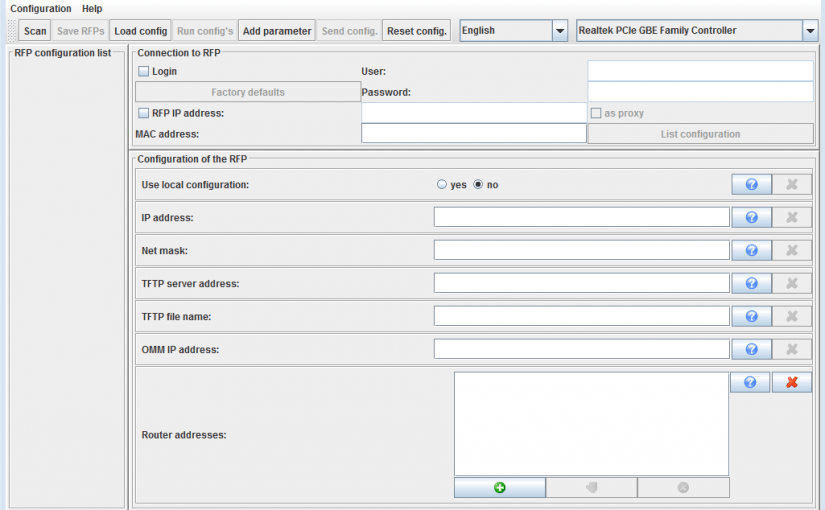 Configuration Help
Scan Save RFPs Load config Run config's Add parameter Send config. Reset config. English Realtek PCIe GBE Family Controller
RFP configuration list
Connection to RFP
Login User:
Factory defaults Password:
RFP IP address: as proxy
MAC address: List configuration
Configuration of the RFP
Use local configuration: yes no
IP address:
Net mask:
TFTP server address:
TFTP file name:
OMM IP address:
Router addresses: